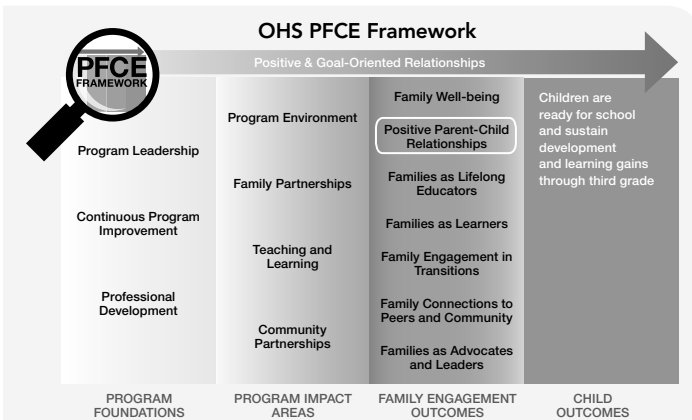 OHS PFCE Framework
Positive & Goal-Oriented Relationships
PFCE
FRAMEWORK
Program Leadership
Continuous Program
Improvement
Professional
Development
PROGRAM
FOUNDATIONS
Program Environment
Family Partnerships
Teaching and
Learning
Community
Partnerships
PROGRAM IMPACT
AREAS
Family Well-being
Positive Parent-Child
Relationships
Families as Lifelong
Educators
Families as Learners
Family Engagement in
Transitions
Family Connections to
Peers and Community
Families as Advocates
and Leaders
FAMILY ENGAGEMENT
OUTCOMES
Children are
ready for school
and sustain
development
and learning gains
through third grade
CHILD
OUTCOMES